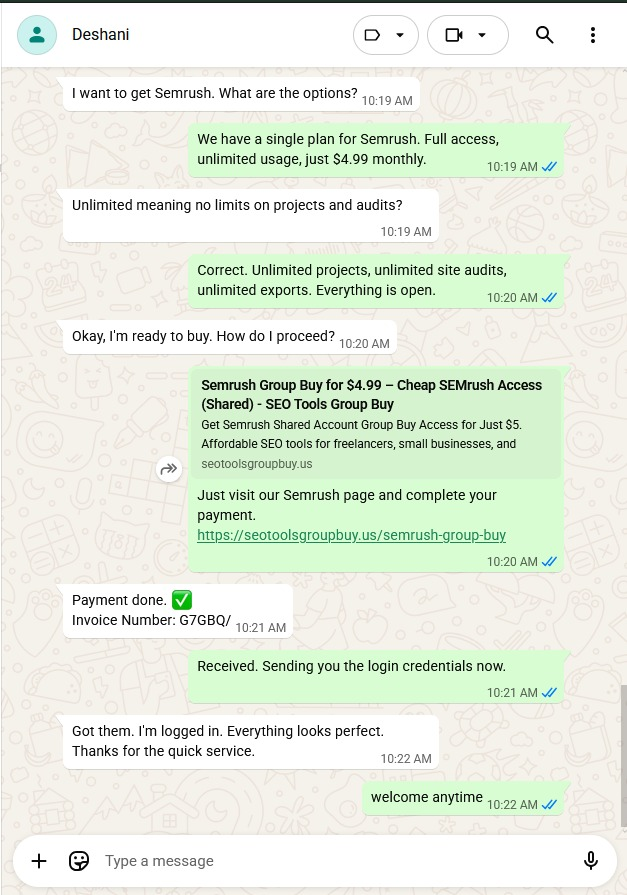 Deshani
I want to get Semrush. What are the options? 10:19 AM
We have a single plan for Semrush. Full access,
unlimited usage, just $4.99 monthly.
10:19 AM
Unlimited meaning no limits on projects and audits?
10:19 AM
Correct. Unlimited projects, unlimited site audits,
unlimited exports. Everything is open.
10:20 AM
Okay, I'm ready to buy. How do I proceed? 10:20 AM
Semrush Group Buy for $4.99 – Cheap SEMrush Access
(Shared) - SEO Tools Group Buy
Get Semrush Shared Account Group Buy Access for Just $5.
Affordable SEO tools for freelancers, small businesses, and
seotoolsgroupbuy.us
Just visit our Semrush page and complete your
payment.
https://seotoolsgroupbuy.us/semrush-group-buy
10:20 AM
Payment done. ✅
Invoice Number: G7GBQ/ 10:21 AM
Received. Sending you the login credentials now.
10:21 AM
Got them. I'm logged in. Everything looks perfect.
Thanks for the quick service.
10:22 AM
welcome anytime 10:22 AM
Type a message